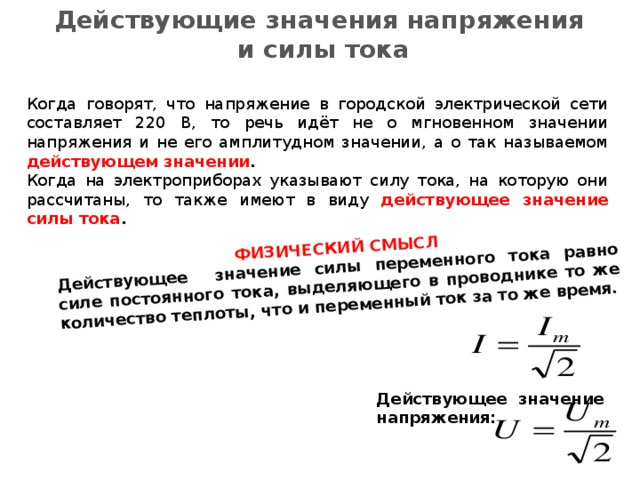 Действующие значения напряжения
и силы тока
Когда говорят, что напряжение в городской электрической сети
составляет 220 В, то речь идёт не о мгновенном значении
напряжения и не его амплитудном значении, а о так называемом
действующем значении.
Когда на электроприборах указывают силу тока, на которую они
рассчитаны, то также имеют в виду действующее значение
силы тока.
ФИЗИЧЕСКИЙ СМЫСЛ
Действующее значение силы переменного тока равно
силе постоянного тока, выделяющего в проводнике то же
количество теплоты, что и переменный ток за то же время.
I = I_m / √2
Действующее значение
напряжения:
U = U_m / √2